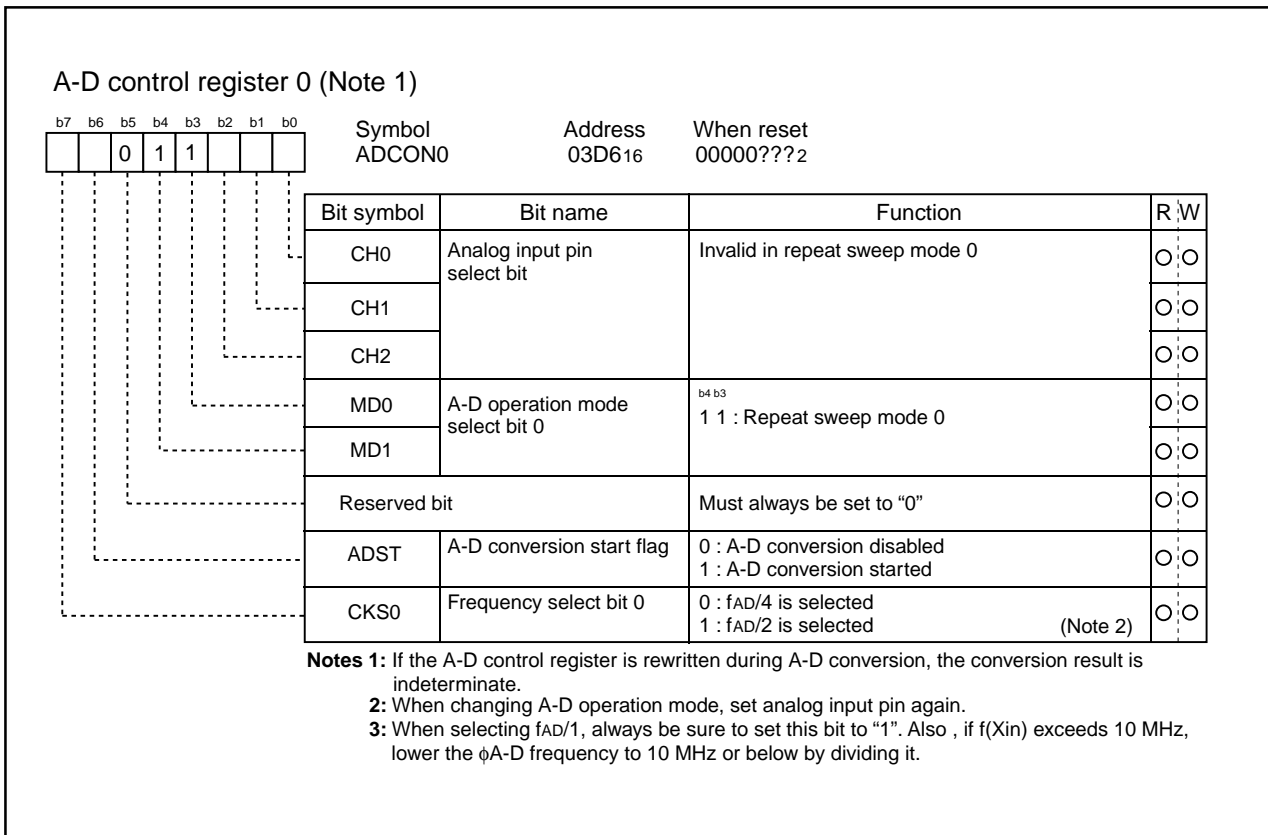 A-D control register 0 (Note 1)
b7 b6 b5 b4 b3 b2 b1 b0
0 1 1
Symbol Address When reset
ADCON0 03D616 00000???2
Bit symbol Bit name Function R W
CH0 Analog input pin select bit Invalid in repeat sweep mode 0
CH1
CH2
MD0 A-D operation mode select bit 0 b4 b3
1 1 : Repeat sweep mode 0
MD1
Reserved bit Must always be set to “0”
ADST A-D conversion start flag 0 : A-D conversion disabled
1 : A-D conversion started
CKS0 Frequency select bit 0 0 : fAD/4 is selected
1 : fAD/2 is selected (Note 2)
Notes 1: If the A-D control register is rewritten during A-D conversion, the conversion result is
indeterminate.
2: When changing A-D operation mode, set analog input pin again.
3: When selecting fAD/1, always be sure to set this bit to “1”. Also , if f(Xin) exceeds 10 MHz,
lower the ϕA-D frequency to 10 MHz or below by dividing it.